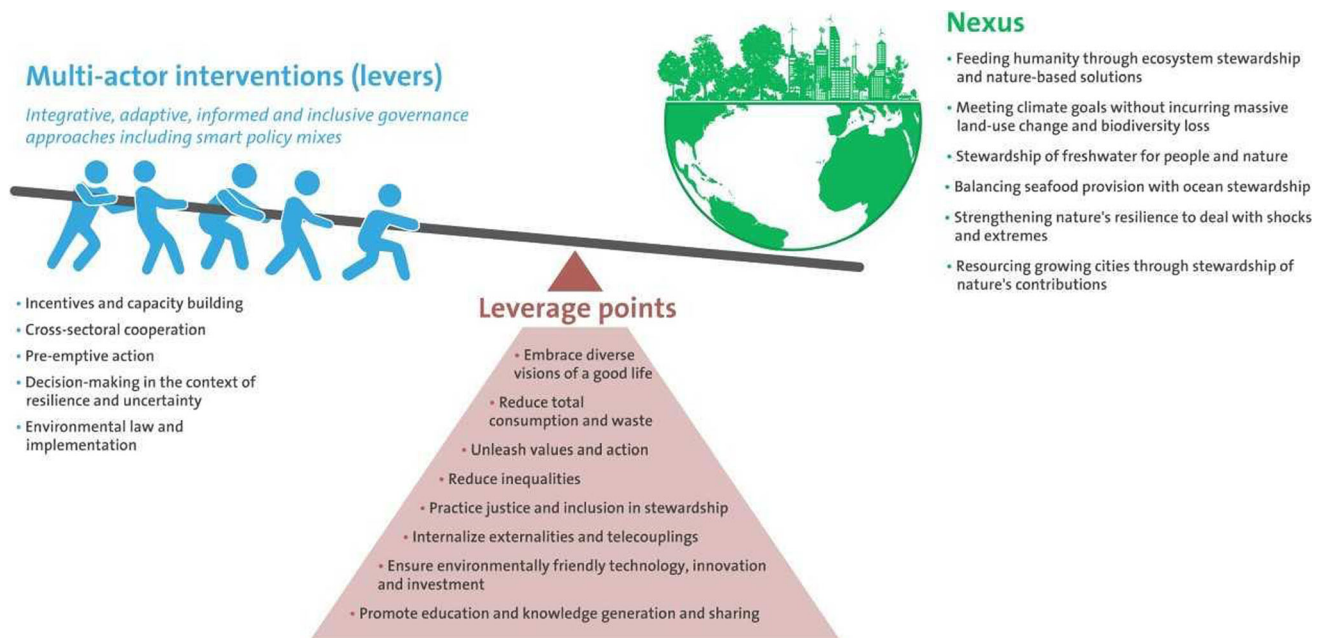 Multi-actor interventions (levers)
Integrative, adaptive, informed and inclusive governance
approaches including smart policy mixes
• Incentives and capacity building
• Cross-sectoral cooperation
• Pre-emptive action
• Decision-making in the context of
resilience and uncertainty
• Environmental law and
implementation
Leverage points
• Embrace diverse
visions of a good life
• Reduce total
consumption and waste
• Unleash values and action
• Reduce inequalities
• Practice justice and inclusion in stewardship
• Internalize externalities and telecouplings
• Ensure environmentally friendly technology, innovation
and investment
• Promote education and knowledge generation and sharing
Nexus
• Feeding humanity through ecosystem stewardship
and nature-based solutions
• Meeting climate goals without incurring massive
land-use change and biodiversity loss
• Stewardship of freshwater for people and nature
• Balancing seafood provision with ocean stewardship
• Strengthening nature's resilience to deal with shocks
and extremes
• Resourcing growing cities through stewardship of
nature's contributions